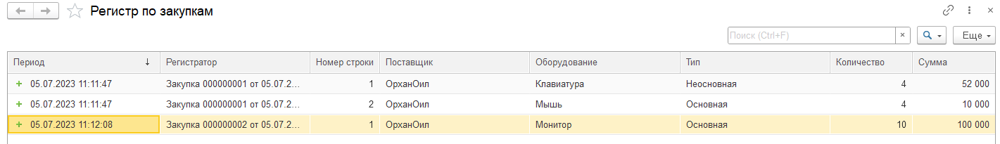 Регистр по закупкам
Поиск (Ctrl+F) × Еще
Период ↓ Регистратор Номер строки Поставщик Оборудование Тип Количество Сумма
05.07.2023 11:11:47 Закупка 000000001 от 05.07.2... 1 ОрханОил Клавиатура Неосновная 4 52 000
05.07.2023 11:11:47 Закупка 000000001 от 05.07.2... 2 ОрханОил Мышь Основная 4 10 000
05.07.2023 11:12:08 Закупка 000000002 от 05.07.2... 1 ОрханОил Монитор Основная 10 100 000